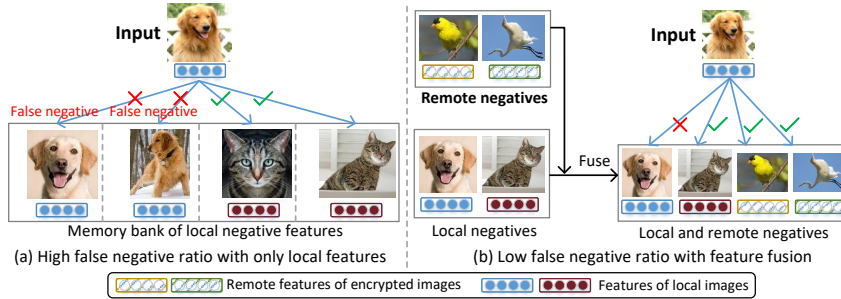 Input
False negative
False negative
Memory bank of local negative features
(a) High false negative ratio with only local features
Remote negatives
Local negatives
Fuse
Input
Local and remote negatives
(b) Low false negative ratio with feature fusion
Remote features of encrypted images
Features of local images